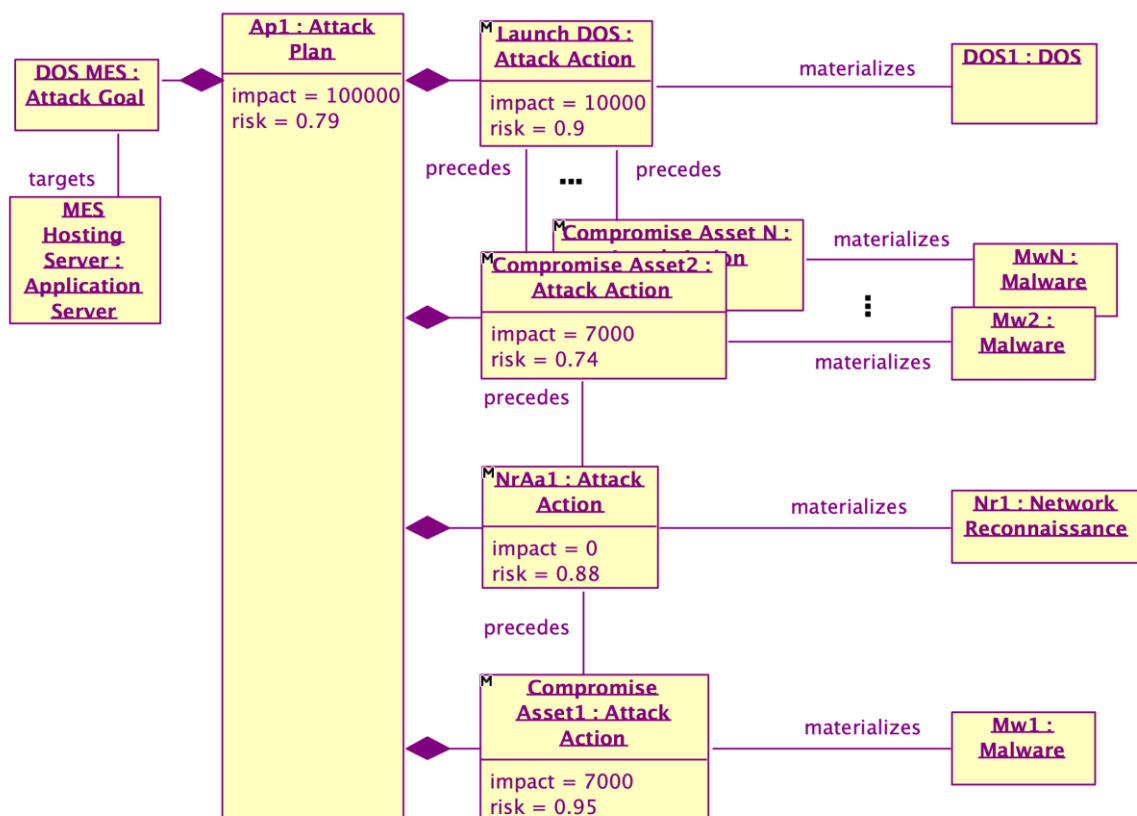 Ap1 : Attack
Plan
impact = 100000
risk = 0.79
DOS MES :
Attack Goal
targets
MES
Hosting
Server :
Application
Server
M
Launch DOS :
Attack Action
impact = 10000
risk = 0.9
materializes
DOS1 : DOS
precedes
...
precedes
M
Compromise Asset N :
materializes
MwN :
Malware
M
Compromise Asset2 :
Attack Action
impact = 7000
risk = 0.74
materializes
Mw2 :
Malware
precedes
M
NrAa1 : Attack
Action
impact = 0
risk = 0.88
materializes
Nr1 : Network
Reconnaissance
precedes
M
Compromise
Asset1 : Attack
Action
impact = 7000
risk = 0.95
materializes
Mw1 :
Malware